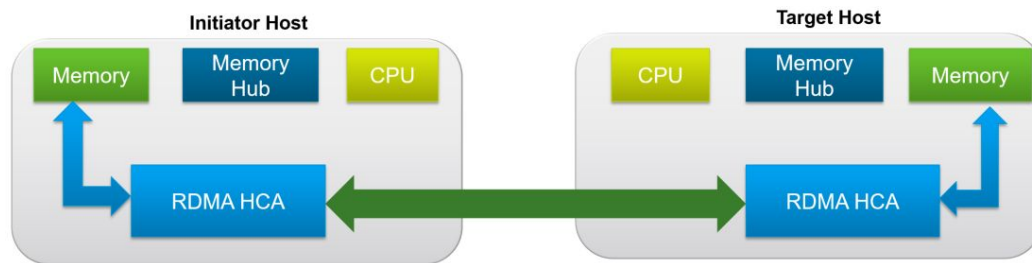 Initiator Host
Memory
Memory
Hub
CPU
RDMA HCA
Target Host
CPU
Memory
Hub
Memory
RDMA HCA